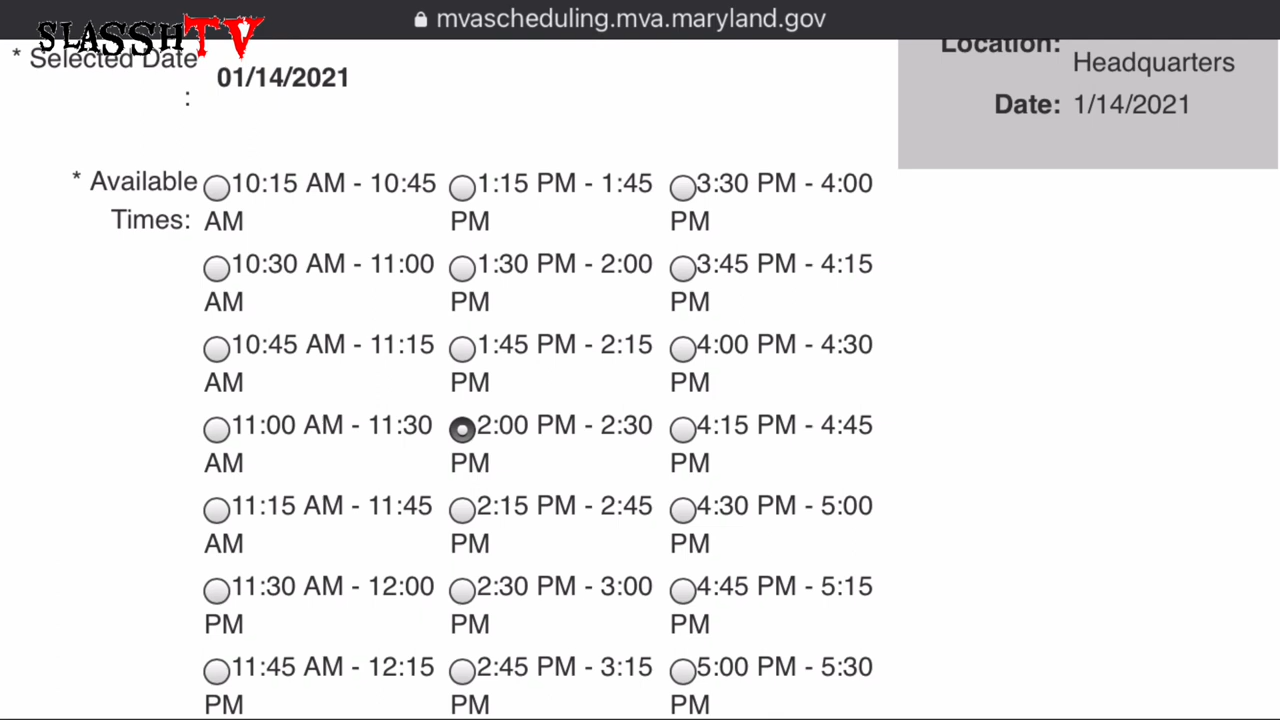 mvascheduling.mva.maryland.gov
SLASSHTV
* Selected Date
:
01/14/2021
Location:
Headquarters
Date: 1/14/2021
* Available
Times:
10:15 AM - 10:45
AM
1:15 PM - 1:45
PM
3:30 PM - 4:00
PM
10:30 AM - 11:00
AM
1:30 PM - 2:00
PM
3:45 PM - 4:15
PM
10:45 AM - 11:15
AM
1:45 PM - 2:15
PM
4:00 PM - 4:30
PM
11:00 AM - 11:30
AM
2:00 PM - 2:30
PM
4:15 PM - 4:45
PM
11:15 AM - 11:45
AM
2:15 PM - 2:45
PM
4:30 PM - 5:00
PM
11:30 AM - 12:00
PM
2:30 PM - 3:00
PM
4:45 PM - 5:15
PM
11:45 AM - 12:15
PM
2:45 PM - 3:15
PM
5:00 PM - 5:30
PM